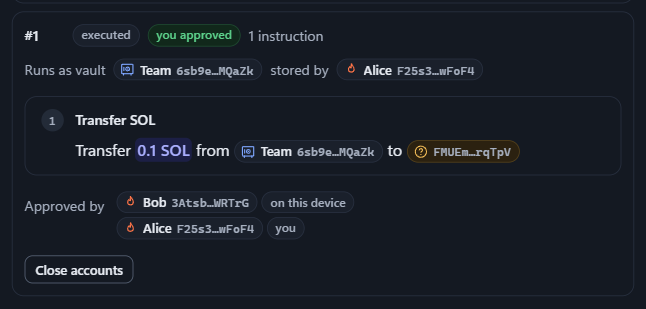 #1 executed you approved 1 instruction
Runs as vault Team 6sb9e…MQaZk stored by Alice F25s3…wFoF4
1 Transfer SOL
Transfer 0.1 SOL from Team 6sb9e…MQaZk to FMUEm…rqTpV
Approved by Bob 3Atsb…WRTrG on this device
Alice F25s3…wFoF4 you
Close accounts